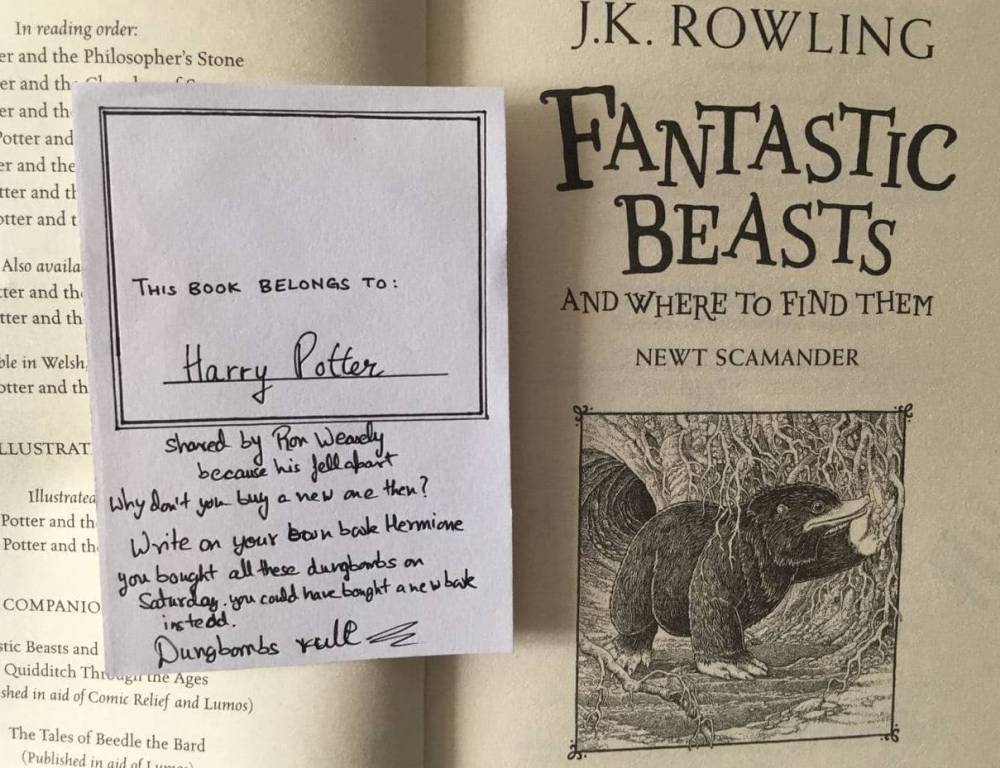 In reading order:
er and the Philosopher's Stone
er and th
er and th
Potter and
er and the
tter and th
otter and t
Also availa
tter and th
tter and th
ble in Welsh,
otter and th
ILLUSTRAT
Illustrated
Potter and th
Potter and th
COMPANIO
stic Beasts and
Quidditch Through the Ages
shed in aid of Comic Relief and Lumos)
The Tales of Beedle the Bard
(Published in aid of Lumos)
THIS BOOK BELONGS TO:
Harry Potter
shared by Ron Weasely
because his fell apart
Why don't you buy a new one then?
Write on your own book Hermione
you bought all these dungbombs on
Saturday. you could have bought a new book
instead.
Dungbombs rule
J.K. ROWLING
FANTASTIC
BEASTS
AND WHERE TO FIND THEM
NEWT SCAMANDER